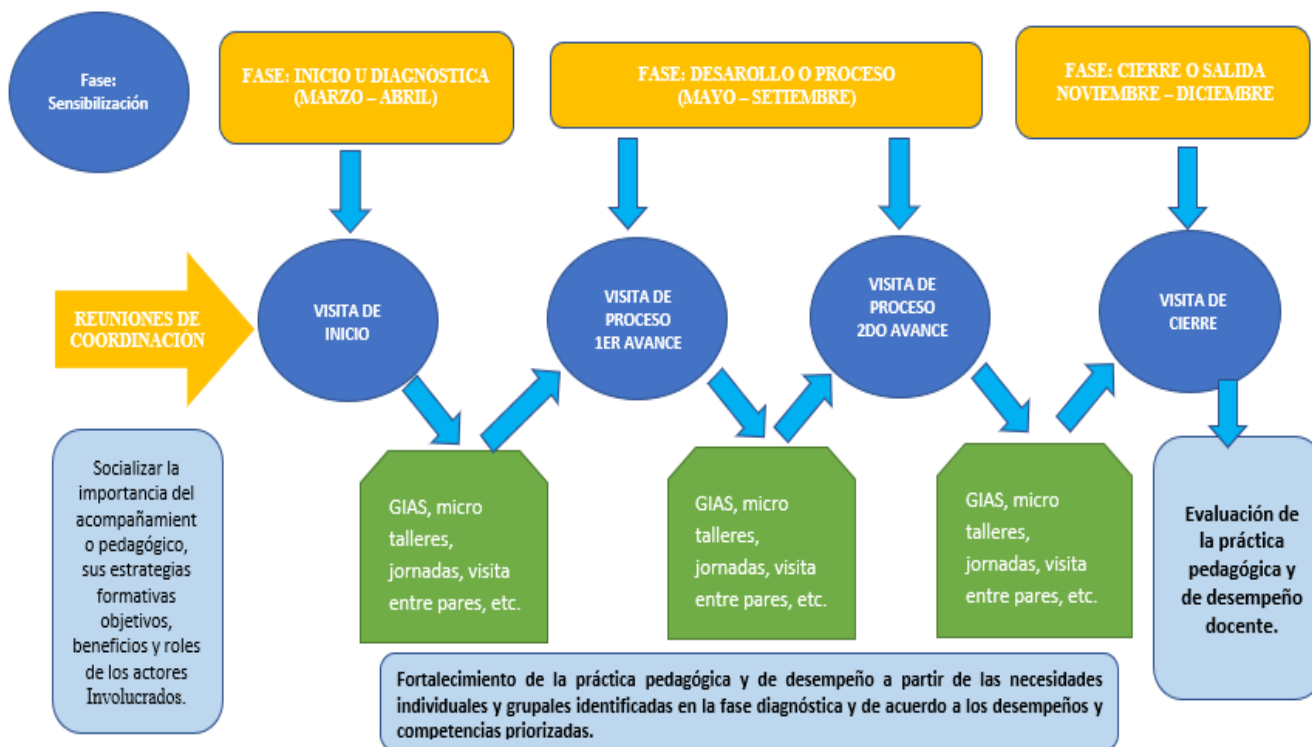 Fase:
Sensibilización
FASE: INICIO U DIAGNÓSTICA
(MARZO – ABRIL)
FASE: DESAROLLO O PROCESO
(MAYO – SETIEMBRE)
FASE: CIERRE O SALIDA
NOVIEMBRE – DICIEMBRE
REUNIONES DE
COORDINACIÓN
VISITA DE
INICIO
VISITA DE
PROCESO
1ER AVANCE
VISITA DE
PROCESO
2DO AVANCE
VISITA DE
CIERRE
Socializar la
importancia del
acompañamient
o pedagógico,
sus estrategias
formativas
objetivos,
beneficios y roles
de los actores
Involucrados.
GIAS, micro
talleres,
jornadas, visita
entre pares, etc.
GIAS, micro
talleres,
jornadas, visita
entre pares, etc.
GIAS, micro
talleres,
jornadas, visita
entre pares, etc.
Evaluación de
la práctica
pedagógica y
de desempeño
docente.
Fortalecimiento de la práctica pedagógica y de desempeño a partir de las necesidades
individuales y grupales identificadas en la fase diagnóstica y de acuerdo a los desempeños y
competencias priorizadas.